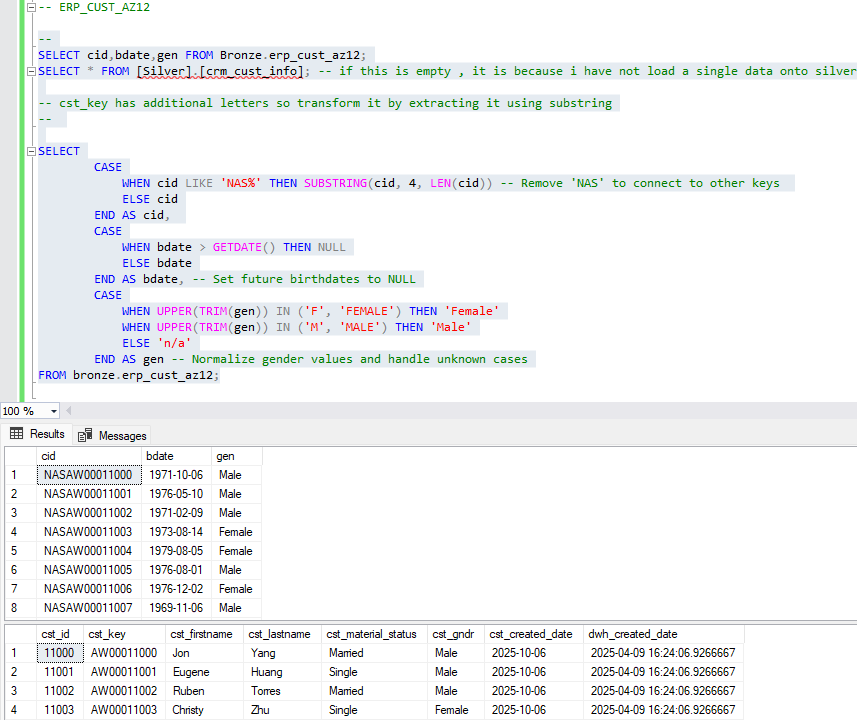 -- ERP_CUST_AZ12
--
SELECT cid,bdate,gen FROM Bronze.erp_cust_az12;
SELECT * FROM [Silver].[crm_cust_info]; -- if this is empty , it is because i have not load a single data onto silver
-- cst_key has additional letters so transform it by extracting it using substring
--
SELECT
CASE
WHEN cid LIKE 'NAS%' THEN SUBSTRING(cid, 4, LEN(cid)) -- Remove 'NAS' to connect to other keys
ELSE cid
END AS cid,
CASE
WHEN bdate > GETDATE() THEN NULL
ELSE bdate
END AS bdate, -- Set future birthdates to NULL
CASE
WHEN UPPER(TRIM(gen)) IN ('F', 'FEMALE') THEN 'Female'
WHEN UPPER(TRIM(gen)) IN ('M', 'MALE') THEN 'Male'
ELSE 'n/a'
END AS gen -- Normalize gender values and handle unknown cases
FROM bronze.erp_cust_az12;
100 %
Results Messages
cid bdate gen
1 NASAW00011000 1971-10-06 Male
2 NASAW00011001 1976-05-10 Male
3 NASAW00011002 1971-02-09 Male
4 NASAW00011003 1973-08-14 Female
5 NASAW00011004 1979-08-05 Female
6 NASAW00011005 1976-08-01 Male
7 NASAW00011006 1976-12-02 Female
8 NASAW00011007 1969-11-06 Male
cst_id cst_key cst_firstname cst_lastname cst_material_status cst_gndr cst_created_date dwh_created_date
1 11000 AW00011000 Jon Yang Married Male 2025-10-06 2025-04-09 16:24:06.9266667
2 11001 AW00011001 Eugene Huang Single Male 2025-10-06 2025-04-09 16:24:06.9266667
3 11002 AW00011002 Ruben Torres Married Male 2025-10-06 2025-04-09 16:24:06.9266667
4 11003 AW00011003 Christy Zhu Single Female 2025-10-06 2025-04-09 16:24:06.9266667